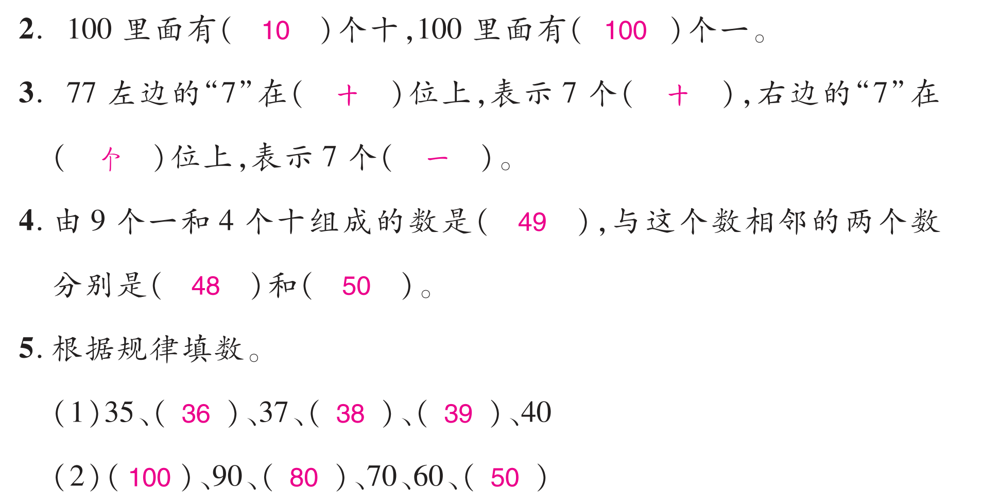 2. 100 里面有( 10 )个十,100 里面有( 100 )个一。
3. 77 左边的“7”在( 十 )位上,表示 7 个( 十 ),右边的“7”在
( 个 )位上,表示 7 个( 一 )。
4. 由 9 个一和 4 个十组成的数是( 49 ),与这个数相邻的两个数
分别是( 48 )和( 50 )。
5. 根据规律填数。
(1)35、( 36 )、37、( 38 )、( 39 )、40
(2)( 100 )、90、( 80 )、70、60、( 50 )